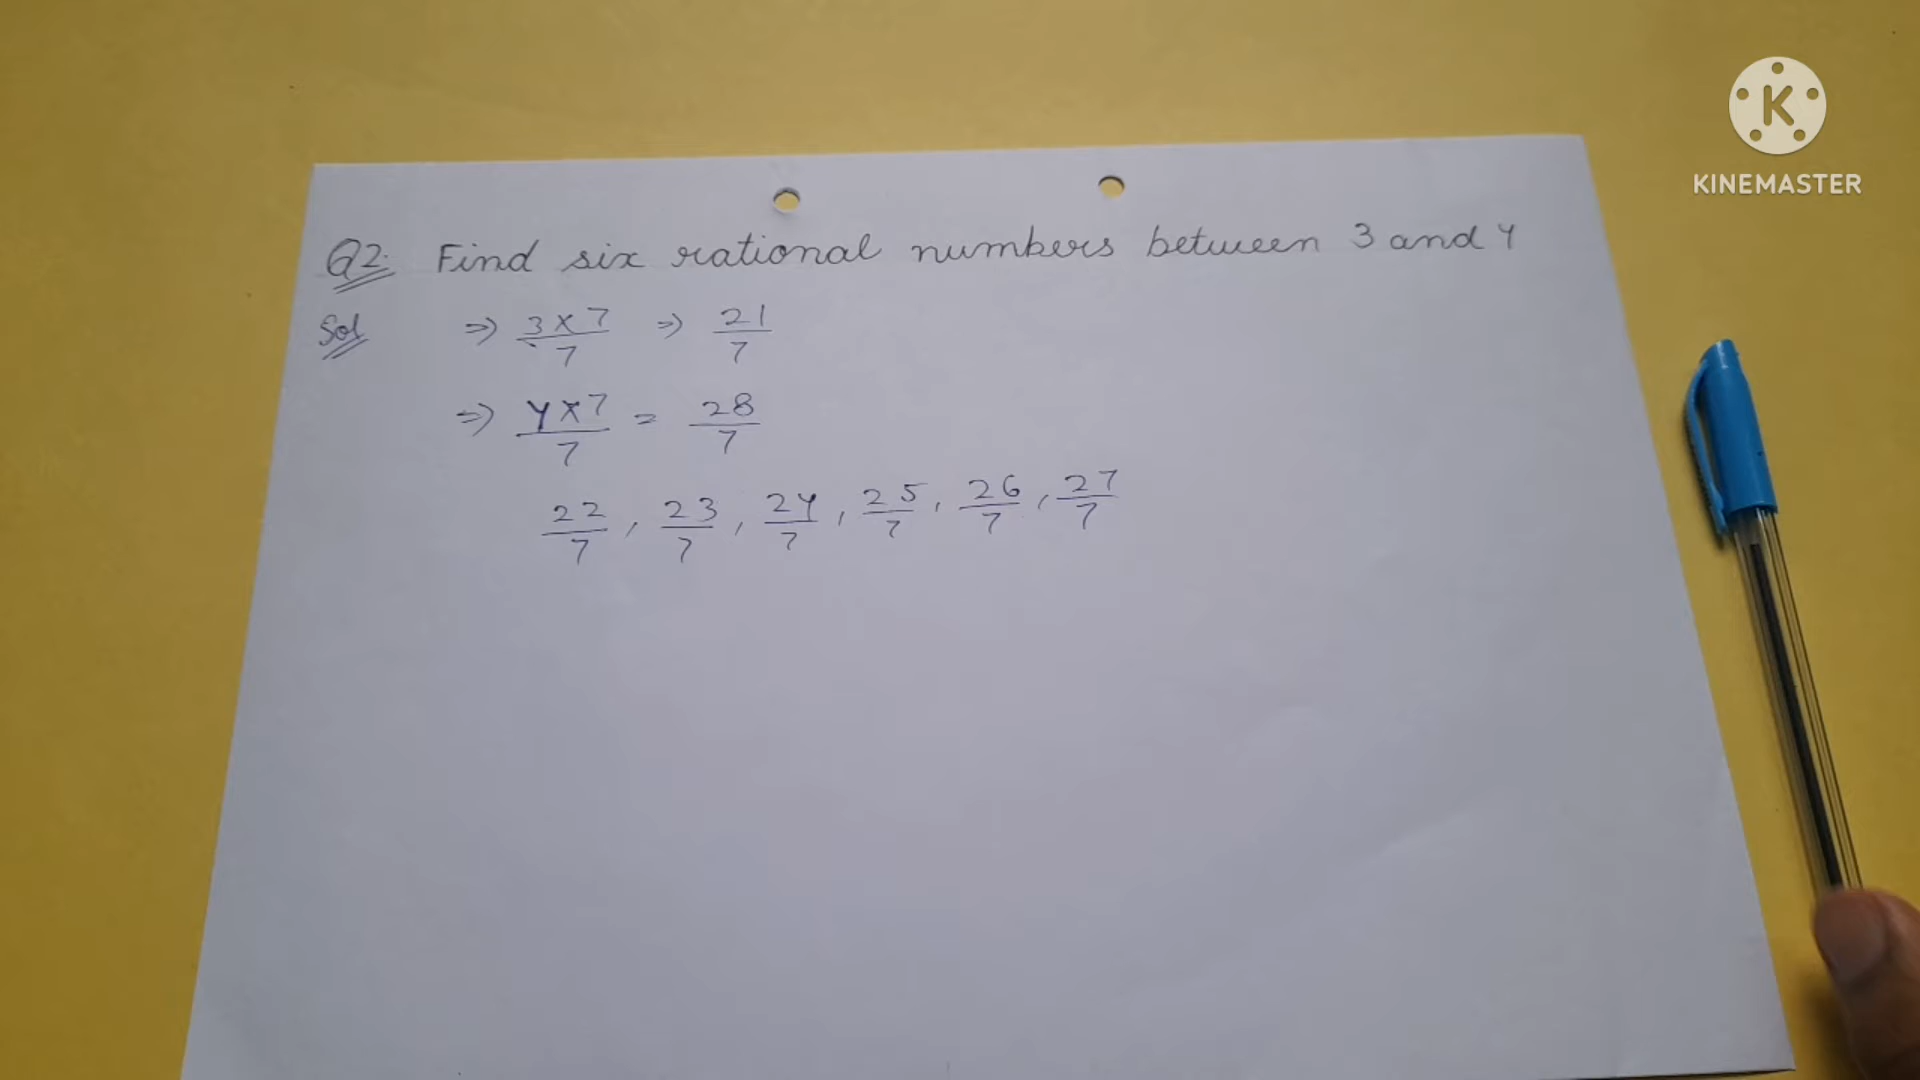 KINEMASTER
Q2. Find six rational numbers between 3 and 4
Sol ⇒ 3×7/7 ⇒ 21/7
⇒ 4×7/7 = 28/7
22/7, 23/7, 24/7, 25/7, 26/7, 27/7